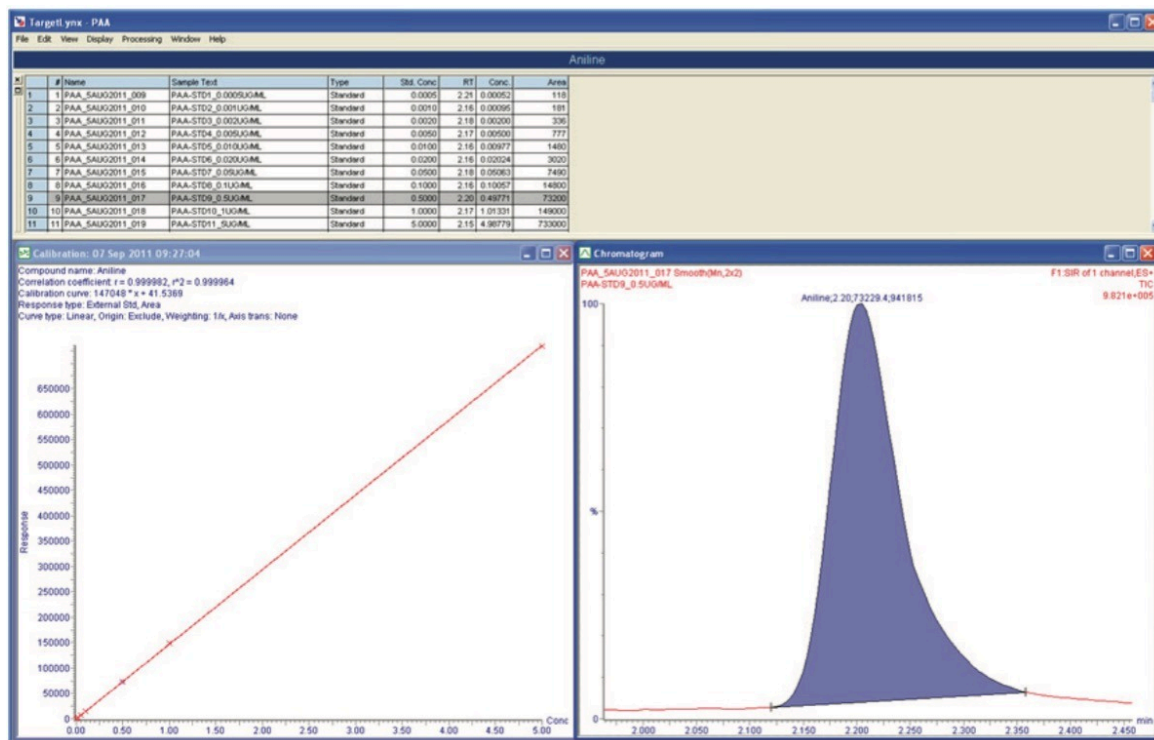 TargetLynx - PAA
File Edit View Display Processing Window Help
Aniline
# Name Sample Text Type Std. Conc RT Conc. Area
1 1 PAA_5AUG2011_009 PAA-STD1_0.0005UG/ML Standard 0.0005 2.21 0.00052 118
2 2 PAA_5AUG2011_010 PAA-STD2_0.001UG/ML Standard 0.0010 2.16 0.00095 181
3 3 PAA_5AUG2011_011 PAA-STD3_0.002UG/ML Standard 0.0020 2.18 0.00200 336
4 4 PAA_5AUG2011_012 PAA-STD4_0.005UG/ML Standard 0.0050 2.17 0.00500 777
5 5 PAA_5AUG2011_013 PAA-STD5_0.010UG/ML Standard 0.0100 2.16 0.00977 1480
6 6 PAA_5AUG2011_014 PAA-STD6_0.020UG/ML Standard 0.0200 2.16 0.02024 3020
7 7 PAA_5AUG2011_015 PAA-STD7_0.05UG/ML Standard 0.0500 2.18 0.05063 7490
8 8 PAA_5AUG2011_016 PAA-STD8_0.1UG/ML Standard 0.1000 2.16 0.10057 14800
9 9 PAA_5AUG2011_017 PAA-STD9_0.5UG/ML Standard 0.5000 2.20 0.49771 73200
10 10 PAA_5AUG2011_018 PAA-STD10_1UG/ML Standard 1.0000 2.17 1.01331 149000
11 11 PAA_5AUG2011_019 PAA-STD11_5UG/ML Standard 5.0000 2.15 4.98779 733000
Calibration: 07 Sep 2011 09:27:04
Compound name: Aniline
Correlation coefficient: r = 0.999982, r^2 = 0.999964
Calibration curve: 147048 * x + 41.5369
Response type: External Std, Area
Curve type: Linear, Origin: Exclude, Weighting: 1/x, Axis trans: None
650000
600000
550000
500000
450000
400000
350000
300000
250000
200000
150000
100000
50000
0
Response
0.00 0.50 1.00 1.50 2.00 2.50 3.00 3.50 4.00 4.50 5.00
Conc
Chromatogram
PAA_5AUG2011_017 Smooth(Mn,2x2)
PAA-STD9_0.5UG/ML
F1:SIR of 1 channel,ES+
TIC
9.821e+005
Aniline;2.20;73229.4;941815
100
%
0
2.000 2.050 2.100 2.150 2.200 2.250 2.300 2.350 2.400 2.450
min